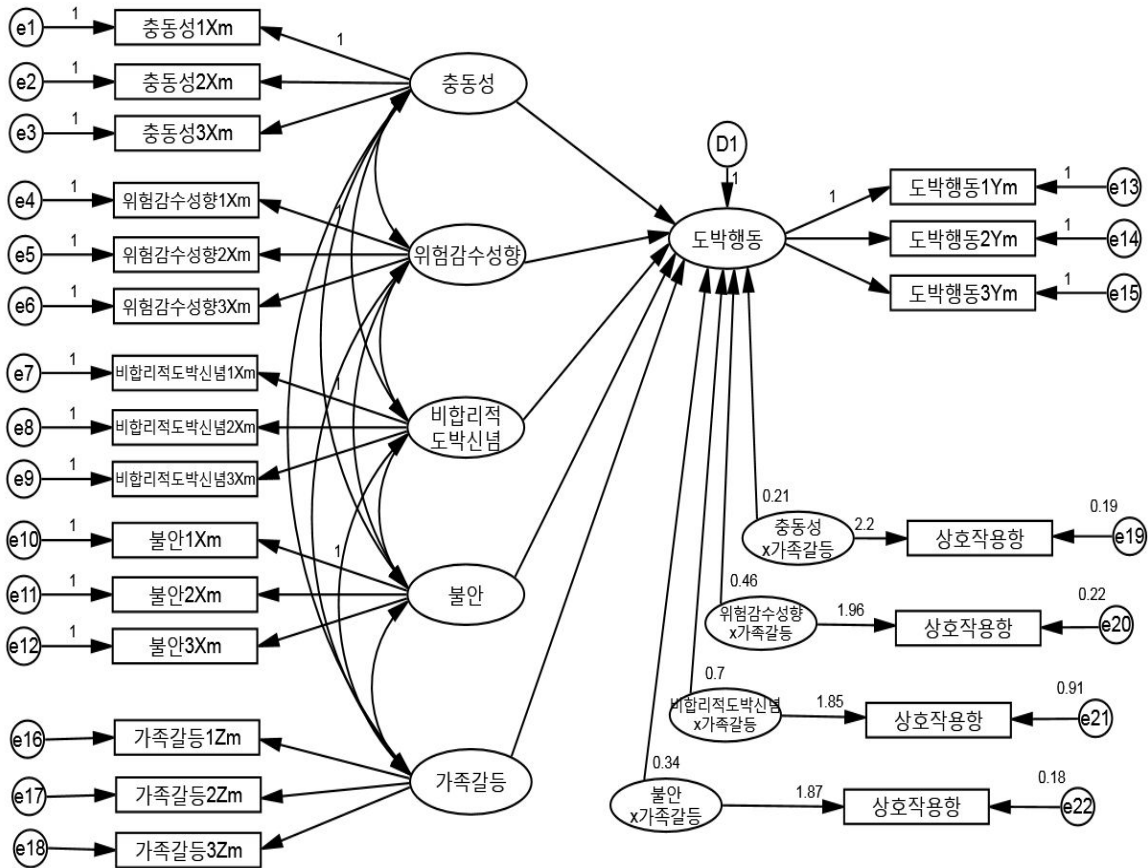 e1
1
충동성1Xm
1
e2
1
충동성2Xm
충동성
e3
1
충동성3Xm
D1
1
e4
1
위험감수성향1Xm
1
e5
1
위험감수성향2Xm
위험감수성향
e6
1
위험감수성향3Xm
도박행동
1
도박행동1Ym
1
e13
도박행동2Ym
1
e14
도박행동3Ym
1
e15
e7
1
비합리적도박신념1Xm
1
e8
1
비합리적도박신념2Xm
비합리적
도박신념
e9
1
비합리적도박신념3Xm
e10
1
불안1Xm
1
e11
1
불안2Xm
불안
e12
1
불안3Xm
e16
가족갈등1Zm
e17
가족갈등2Zm
가족갈등
e18
가족갈등3Zm
0.21
충동성
x가족갈등
2.2
상호작용항
0.19
e19
0.46
위험감수성향
x가족갈등
1.96
상호작용항
0.22
e20
0.7
비합리적도박신념
x가족갈등
1.85
상호작용항
0.91
e21
0.34
불안
x가족갈등
1.87
상호작용항
0.18
e22